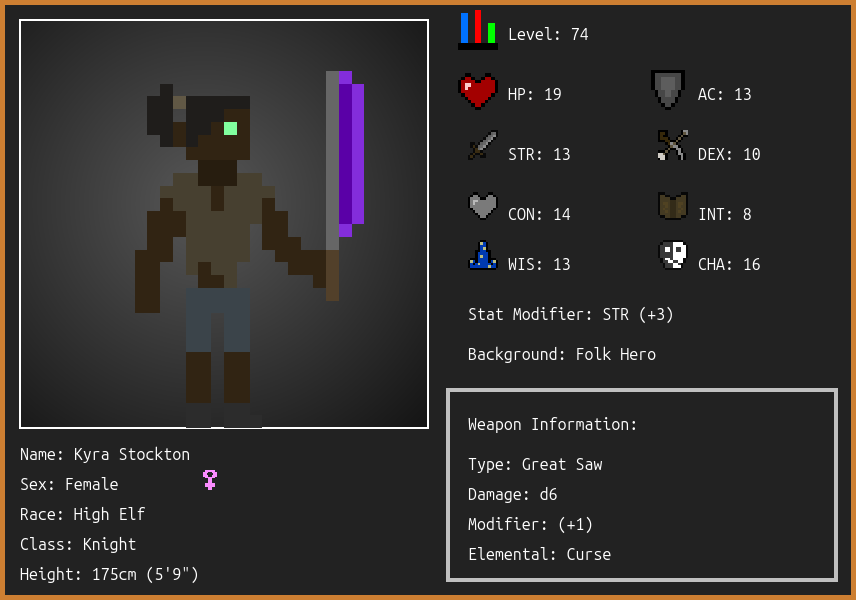 Level: 74
HP: 19
AC: 13
STR: 13
DEX: 10
CON: 14
INT: 8
WIS: 13
CHA: 16
Stat Modifier: STR (+3)
Background: Folk Hero
Weapon Information:
Type: Great Saw
Damage: d6
Modifier: (+1)
Elemental: Curse
Name: Kyra Stockton
Sex: Female
Race: High Elf
Class: Knight
Height: 175cm (5'9")